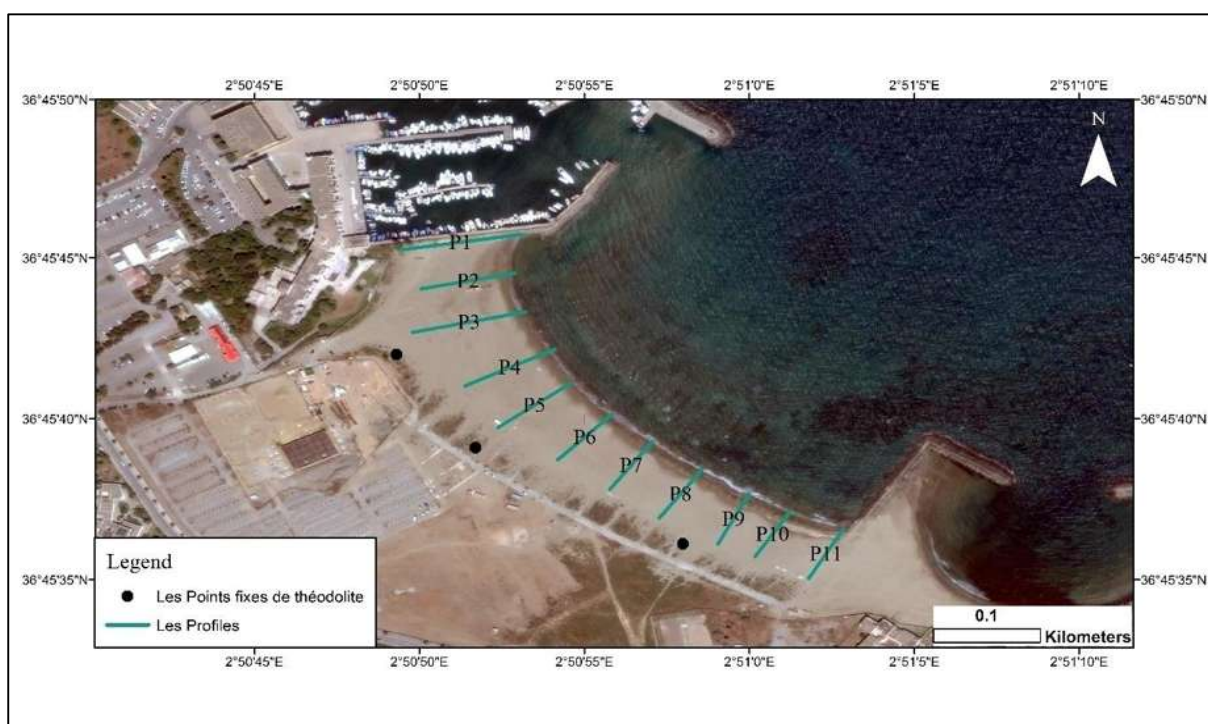 2°50'45"E 2°50'50"E 2°50'55"E 2°51'0"E 2°51'5"E 2°51'10"E
36°45'50"N 36°45'50"N
N
P1
36°45'45"N 36°45'45"N
P2
P3
P4
P5
36°45'40"N 36°45'40"N
P6
P7
P8
P9
P10
P11
36°45'35"N 36°45'35"N
Legend
Les Points fixes de théodolite
Les Profiles
0.1
Kilometers
2°50'45"E 2°50'50"E 2°50'55"E 2°51'0"E 2°51'5"E 2°51'10"E